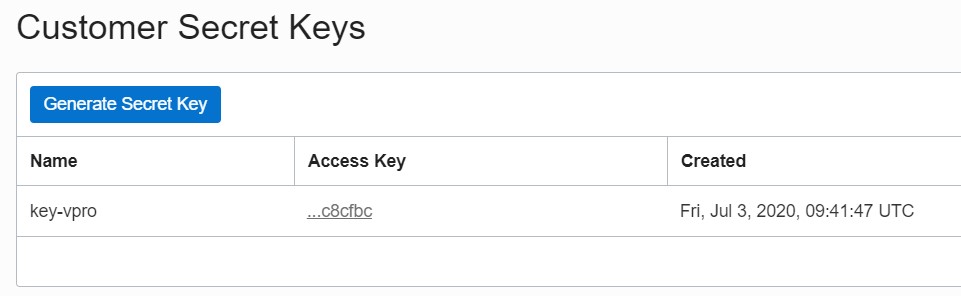 Customer Secret Keys
Generate Secret Key
Name Access Key Created
key-vpro ...c8cfbc Fri, Jul 3, 2020, 09:41:47 UTC